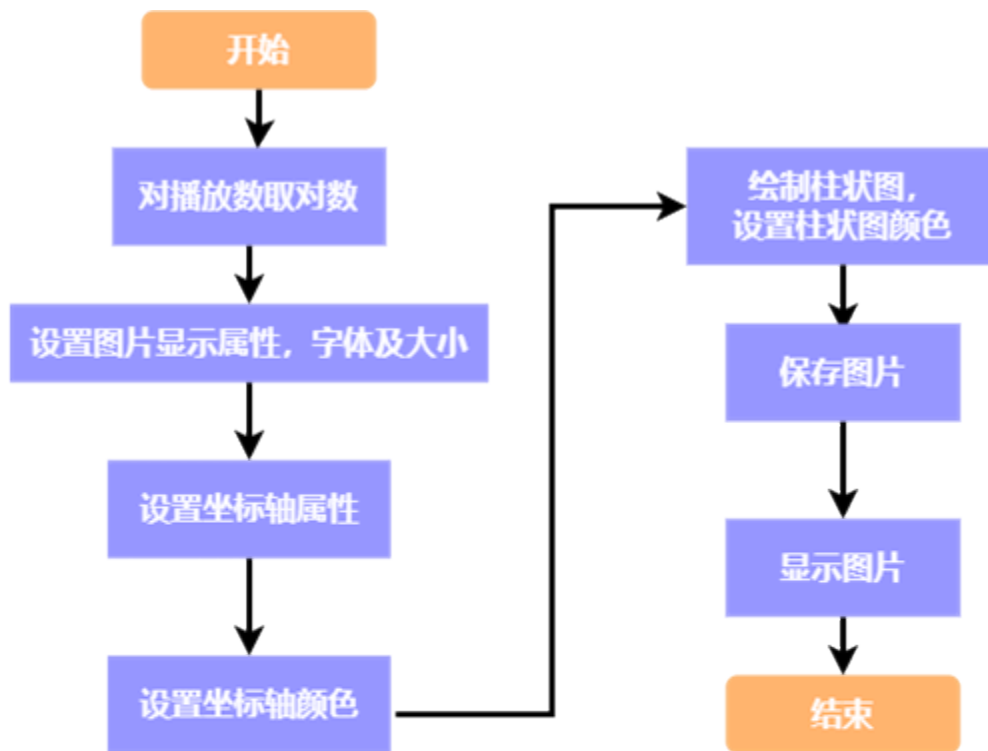 开始
对播放数取对数
设置图片显示属性，字体及大小
设置坐标轴属性
设置坐标轴颜色
绘制柱状图，
设置柱状图颜色
保存图片
显示图片
结束